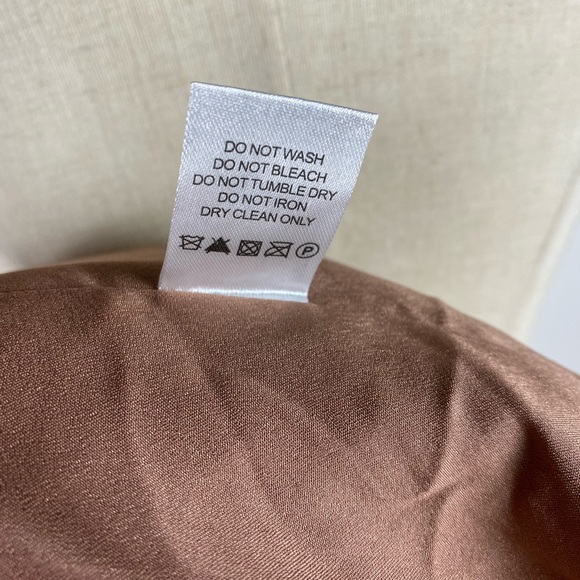 DO NOT WASH
DO NOT BLEACH
DO NOT TUMBLE DRY
DO NOT IRON
DRY CLEAN ONLY
P